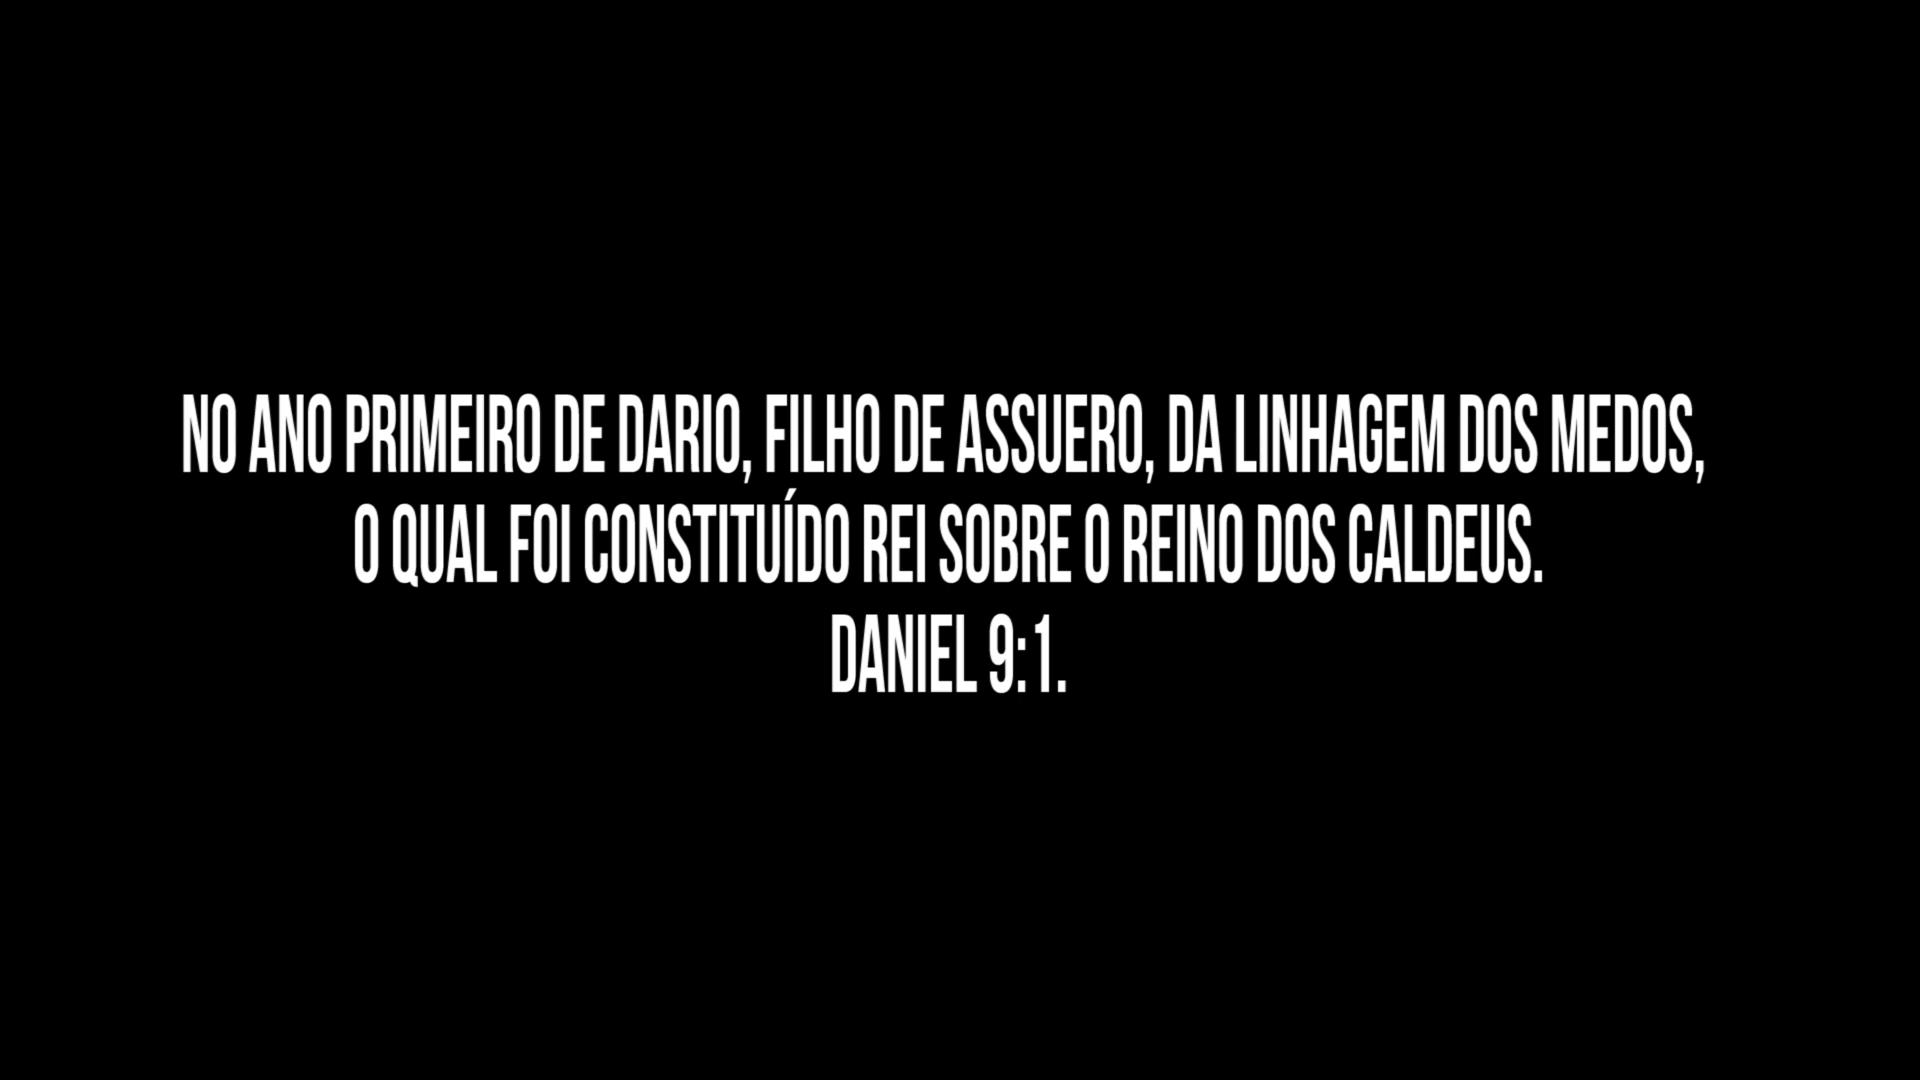 NO ANO PRIMEIRO DE DARIO, FILHO DE ASSUERO, DA LINHAGEM DOS MEDOS,
O QUAL FOI CONSTITUÍDO REI SOBRE O REINO DOS CALDEUS.
DANIEL 9:1.